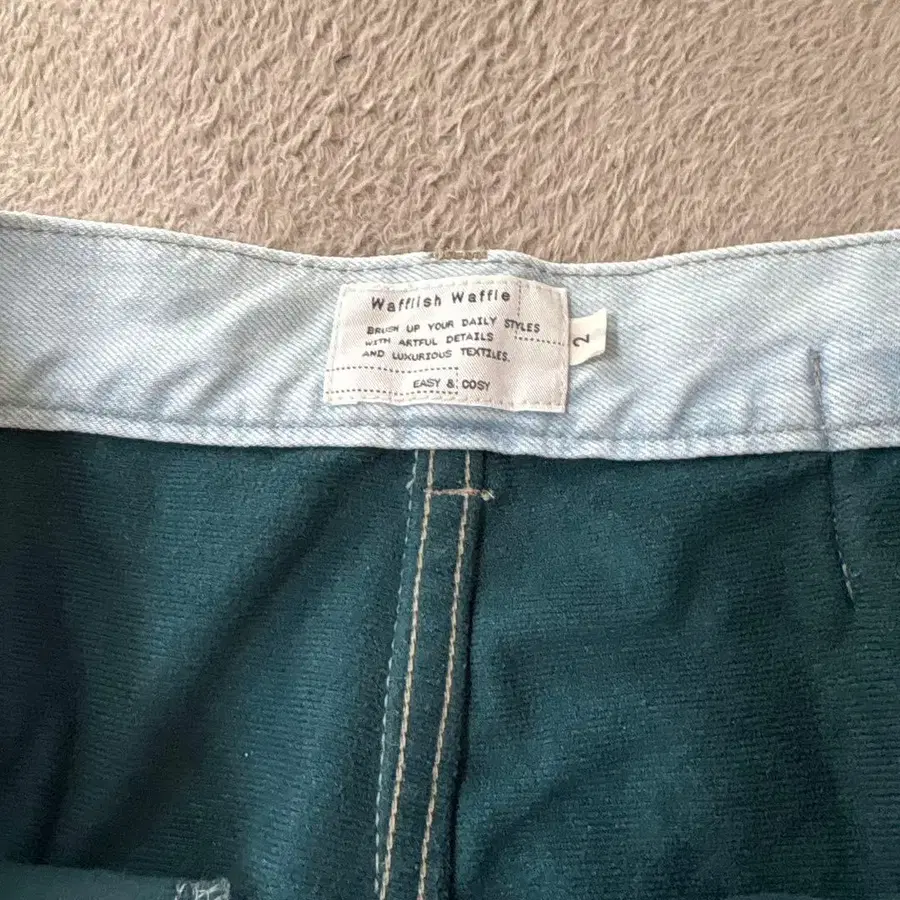 Wafflish Waffle
BRUSH UP YOUR DAILY STYLES
WITH ARTFUL DETAILS
AND LUXURIOUS TEXTILES.
EASY & COSY
2